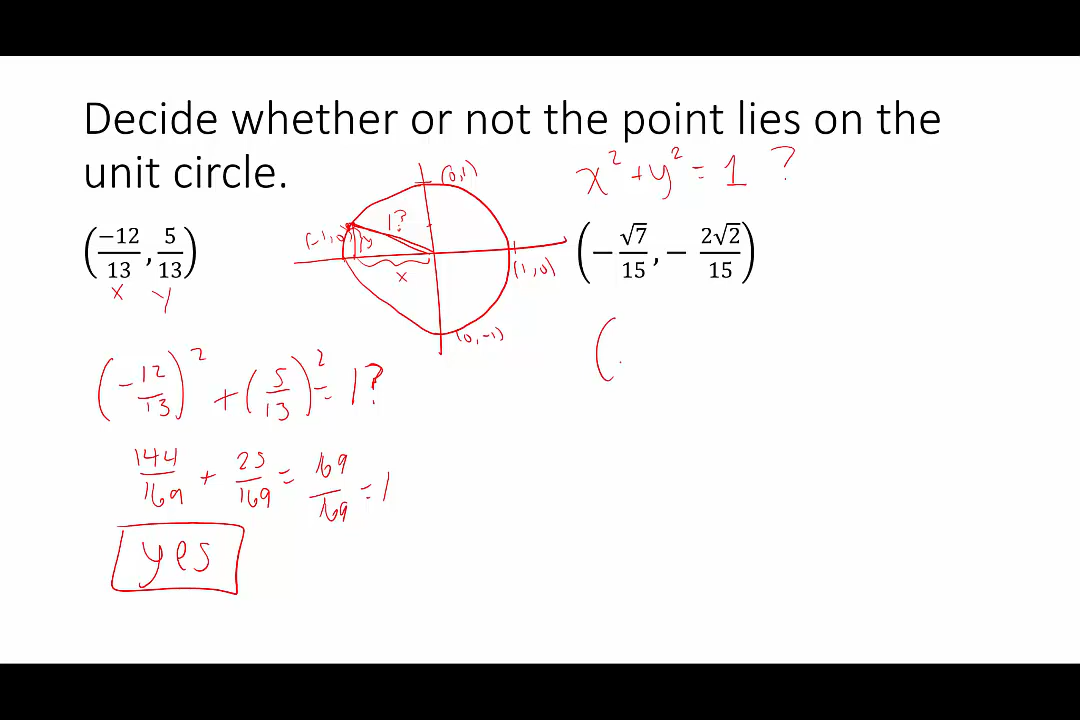 Decide whether or not the point lies on the
unit circle.
x² + y² = 1 ?
(0,1)
(−12/13, 5/13)
x y
(-1,0)
1?
y
x
(1,0)
(0,-1)
(−√7/15, − 2√2/15)
(-12/13)² + (5/13)² = 1?
144/169 + 25/169 = 169/169 = 1
yes
(